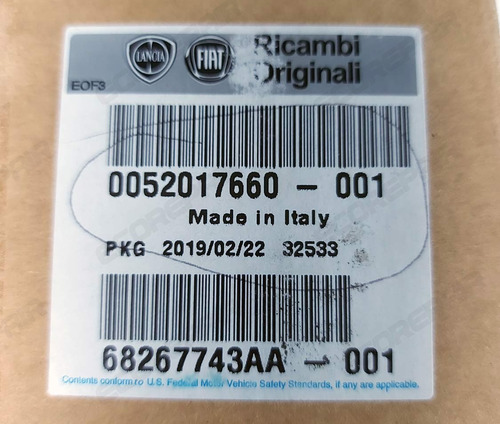 LANCIA FIAT Ricambi
Originali
EOF3
0052017660 - 001
Made in Italy
PKG 2019/02/22 32533
68267743AA - 001
Contents conform to U.S. Federal Motor Vehicle Safety Standards, if any are applicable.